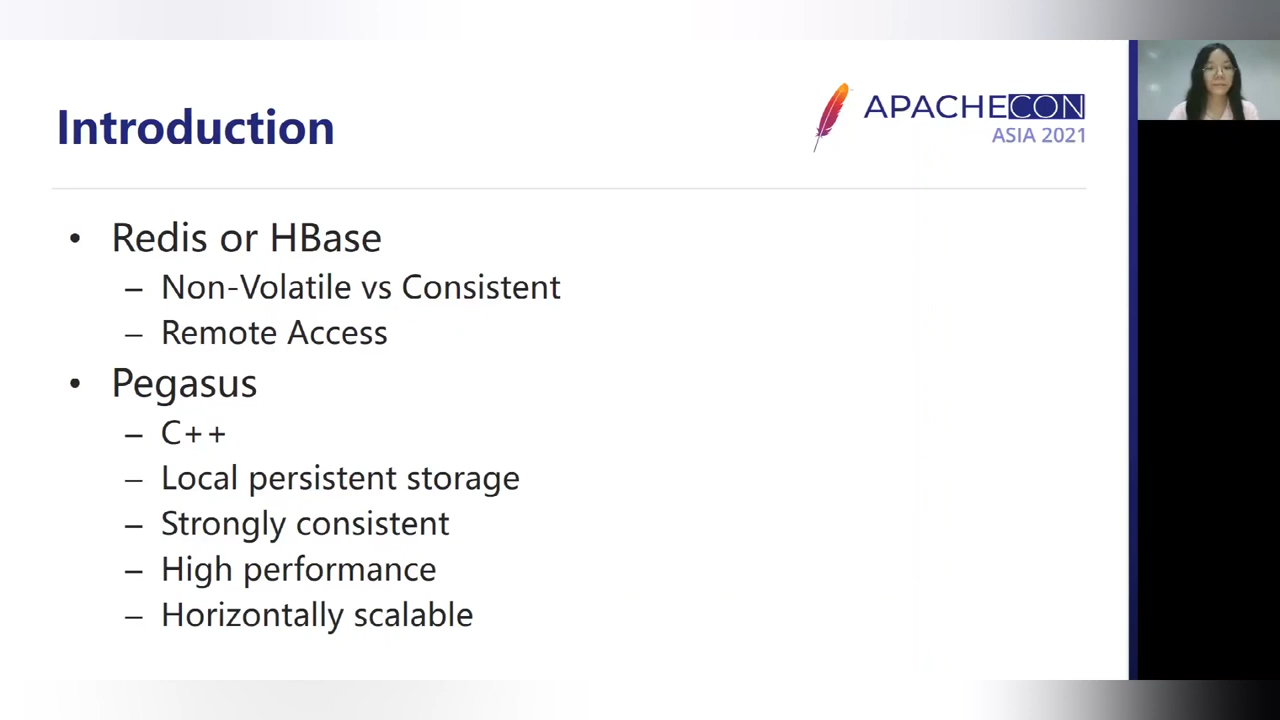 Introduction
APACHECON
ASIA 2021
• Redis or HBase
– Non-Volatile vs Consistent
– Remote Access
• Pegasus
– C++
– Local persistent storage
– Strongly consistent
– High performance
– Horizontally scalable